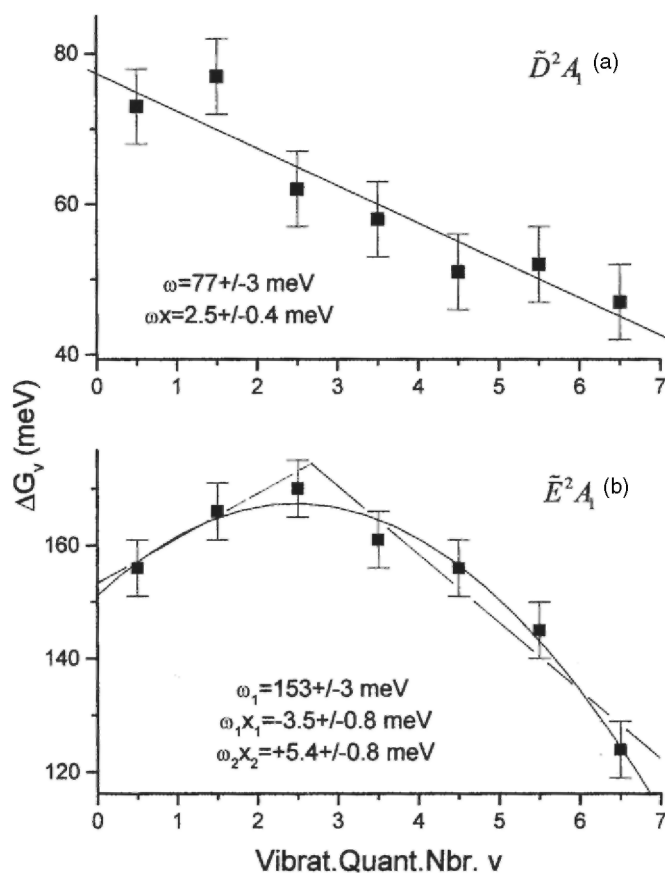 D̃²A₁ (a)
80
60
40
ω=77+/-3 meV
ωx=2.5+/-0.4 meV
0 1 2 3 4 5 6 7
ΔGᵥ (meV)
Ẽ²A₁ (b)
160
140
120
ω₁=153+/-3 meV
ω₁x₁=-3.5+/-0.8 meV
ω₂x₂=+5.4+/-0.8 meV
0 1 2 3 4 5 6 7
Vibrat.Quant.Nbr. v